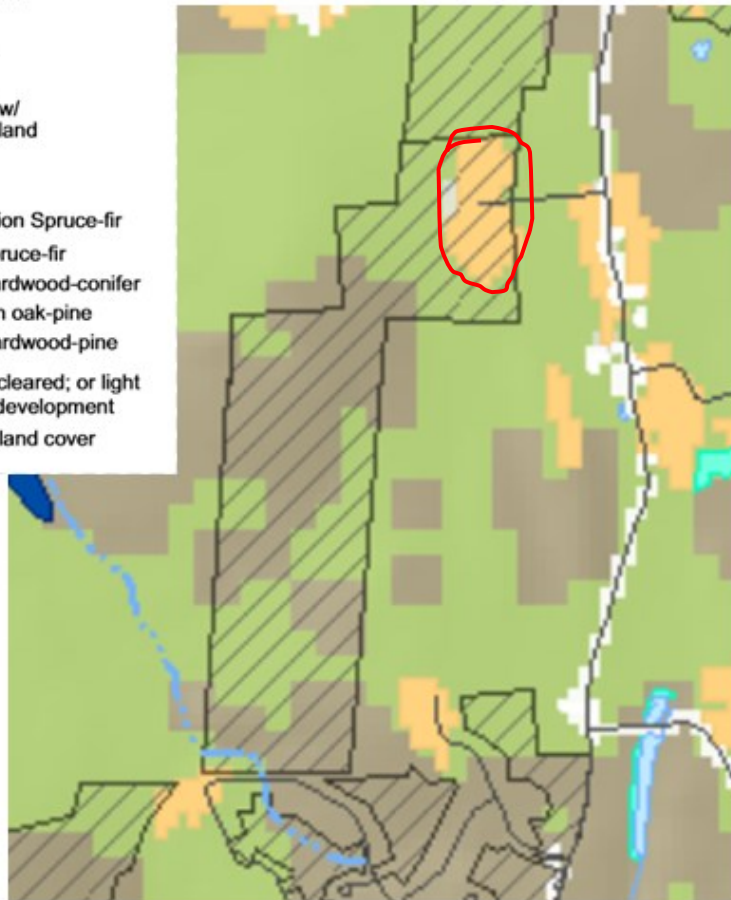 w/
land
ion Spruce-fir
ruce-fir
ardwood-conifer
n oak-pine
ardwood-pine
cleared; or light
development
land cover